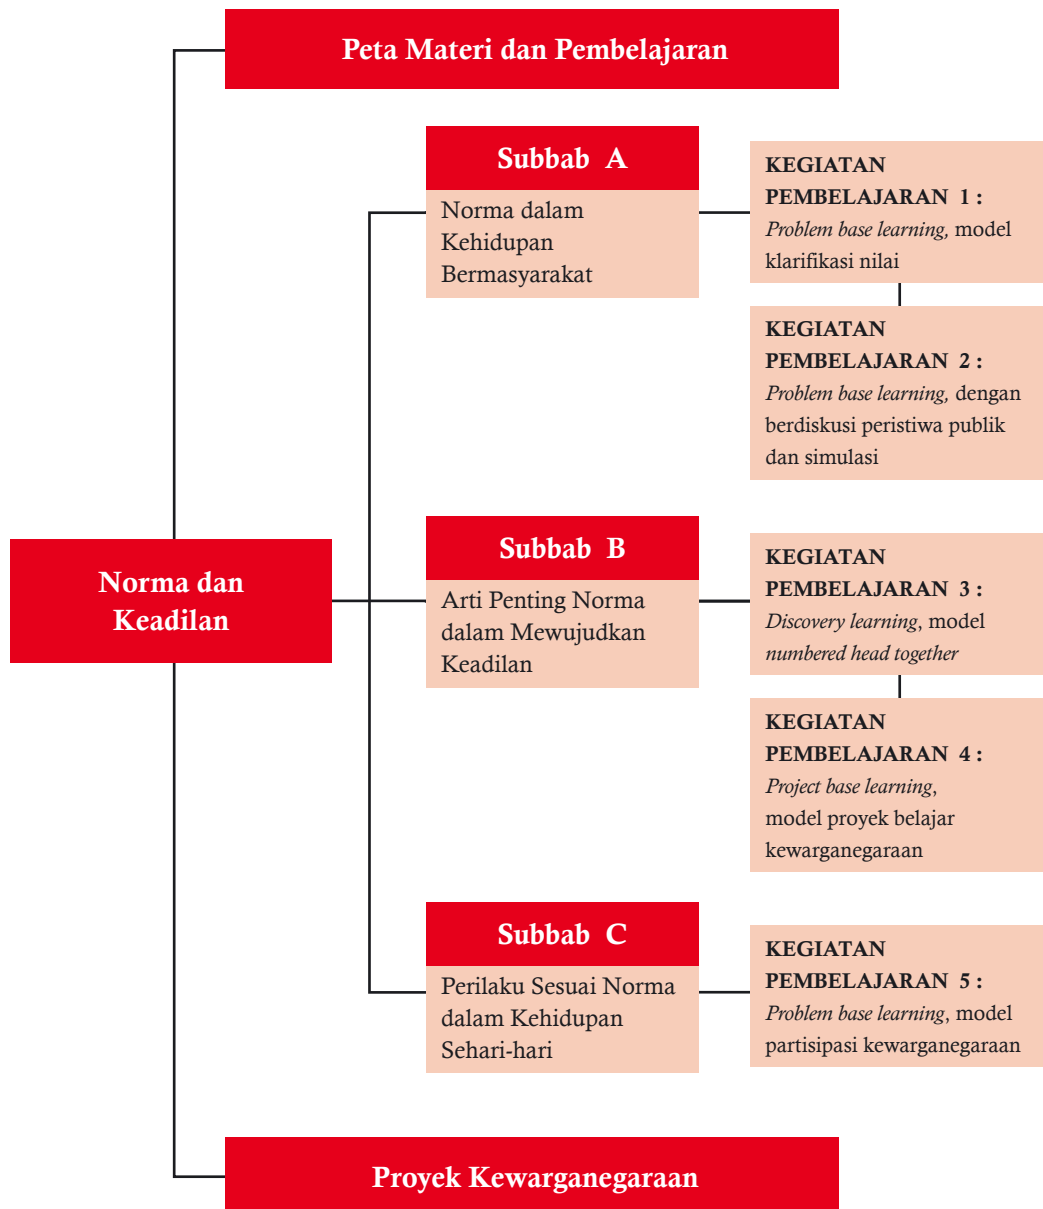 Peta Materi dan Pembelajaran
Subbab A
Norma dalam
Kehidupan
Bermasyarakat
KEGIATAN
PEMBELAJARAN 1 :
Problem base learning, model
klarifikasi nilai
KEGIATAN
PEMBELAJARAN 2 :
Problem base learning, dengan
berdiskusi peristiwa publik
dan simulasi
Norma dan
Keadilan
Subbab B
Arti Penting Norma
dalam Mewujudkan
Keadilan
KEGIATAN
PEMBELAJARAN 3 :
Discovery learning, model
numbered head together
KEGIATAN
PEMBELAJARAN 4 :
Project base learning,
model proyek belajar
kewarganegaraan
Subbab C
Perilaku Sesuai Norma
dalam Kehidupan
Sehari-hari
KEGIATAN
PEMBELAJARAN 5 :
Problem base learning, model
partisipasi kewarganegaraan
Proyek Kewarganegaraan